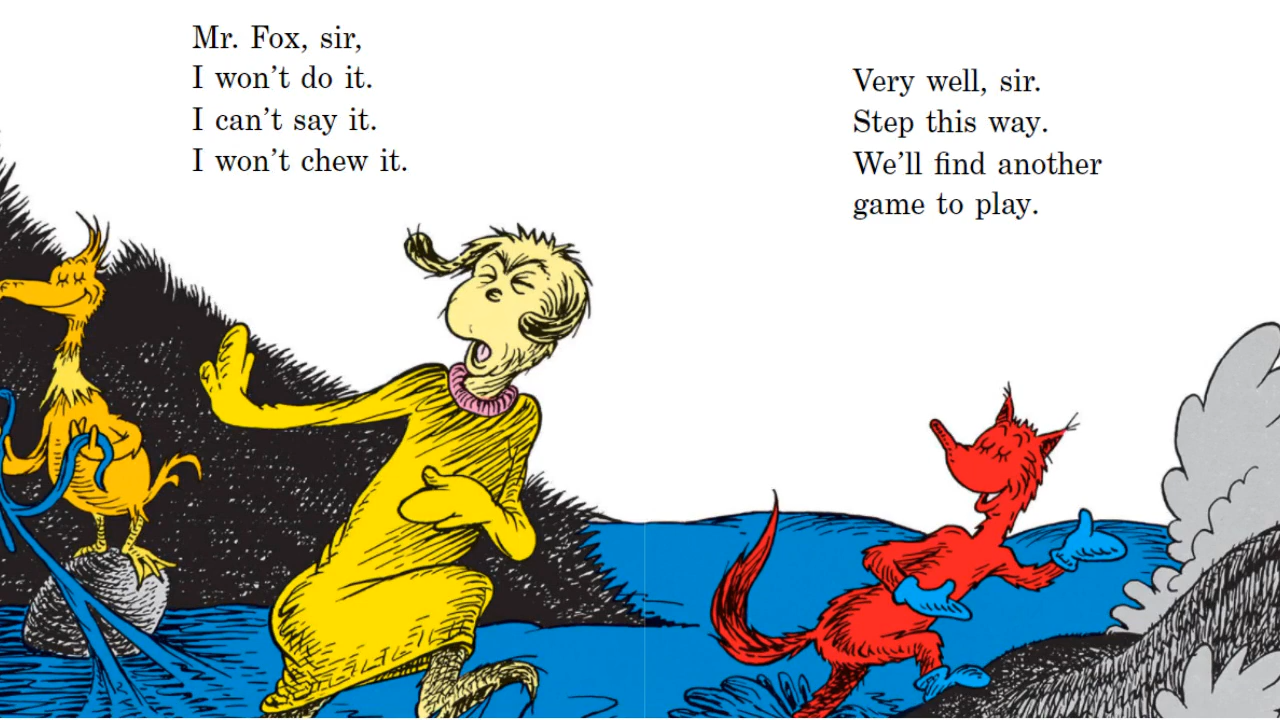 Mr. Fox, sir,
I won’t do it.
I can’t say it.
I won’t chew it.
Very well, sir.
Step this way.
We’ll find another
game to play.